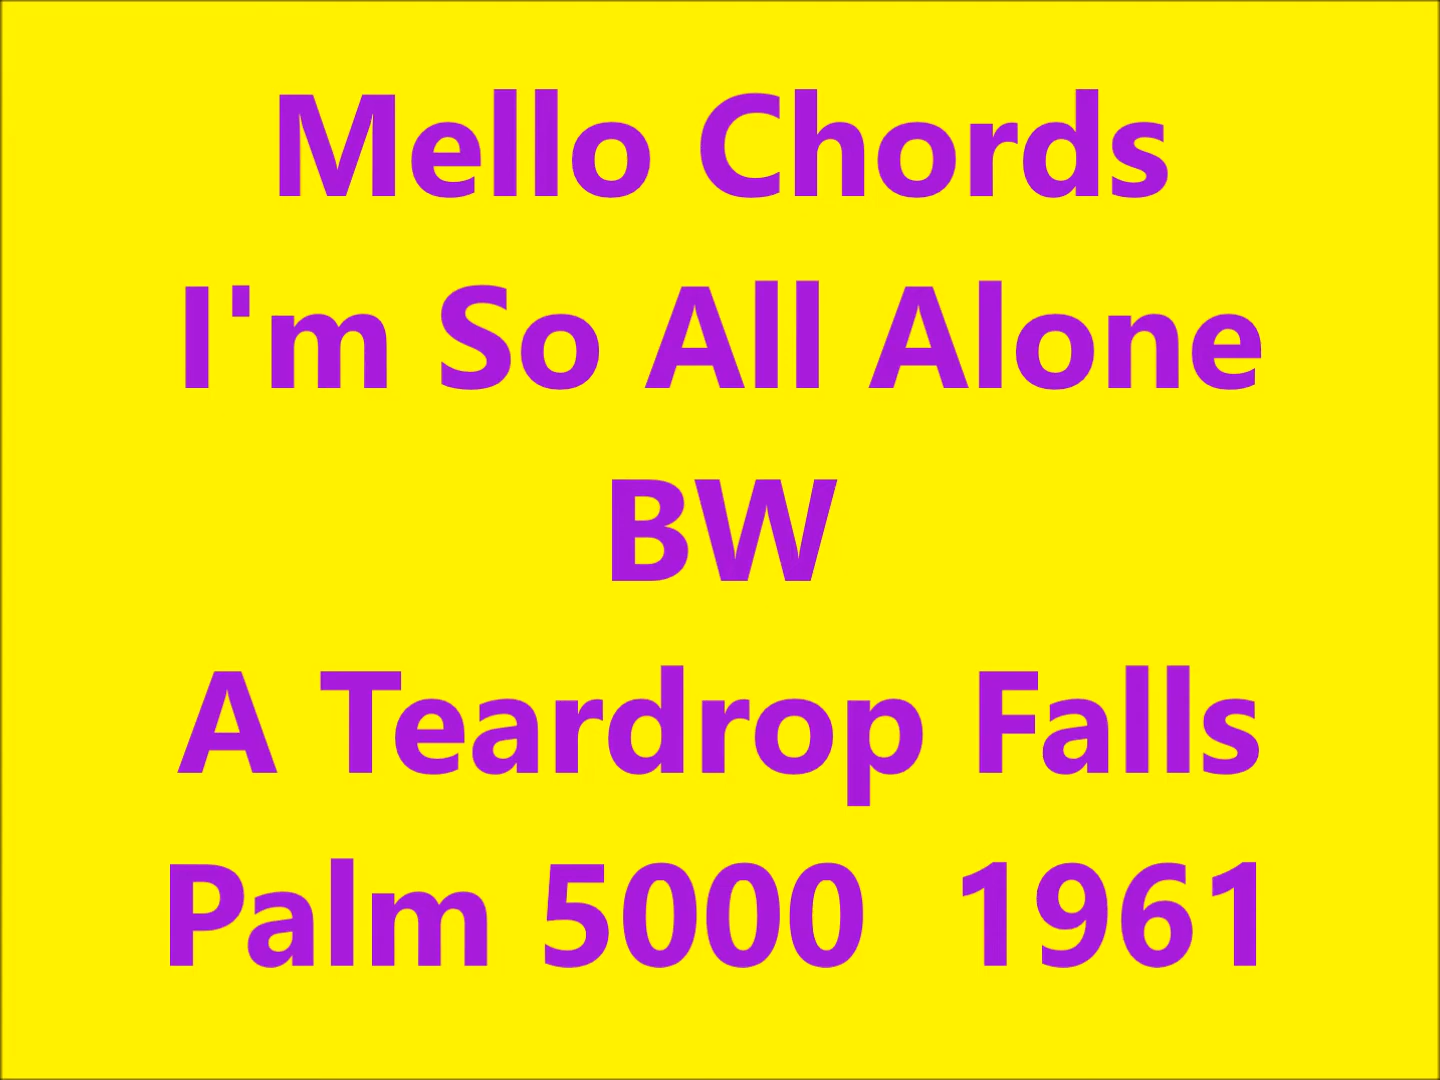 Mello Chords
I'm So All Alone
BW
A Teardrop Falls
Palm 5000  1961